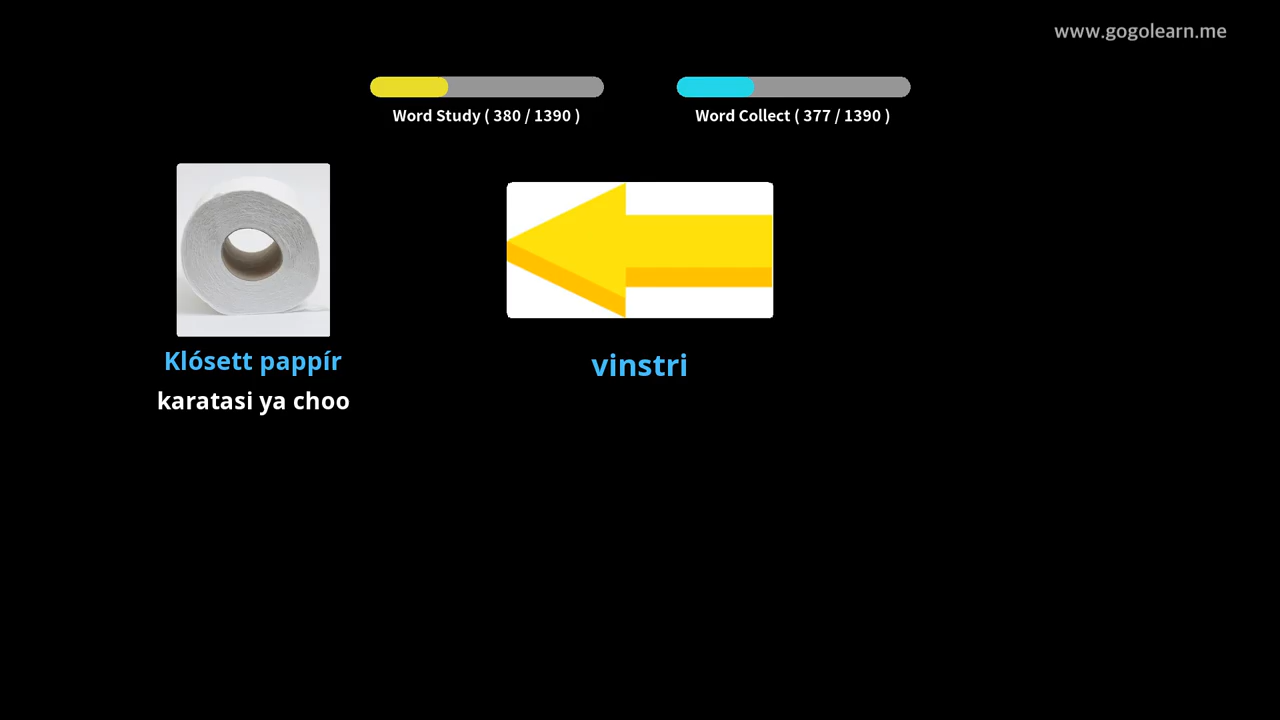 www.gogolearn.me
Word Study ( 380 / 1390 )
Word Collect ( 377 / 1390 )
Klósett pappír
karatasi ya choo
vinstri